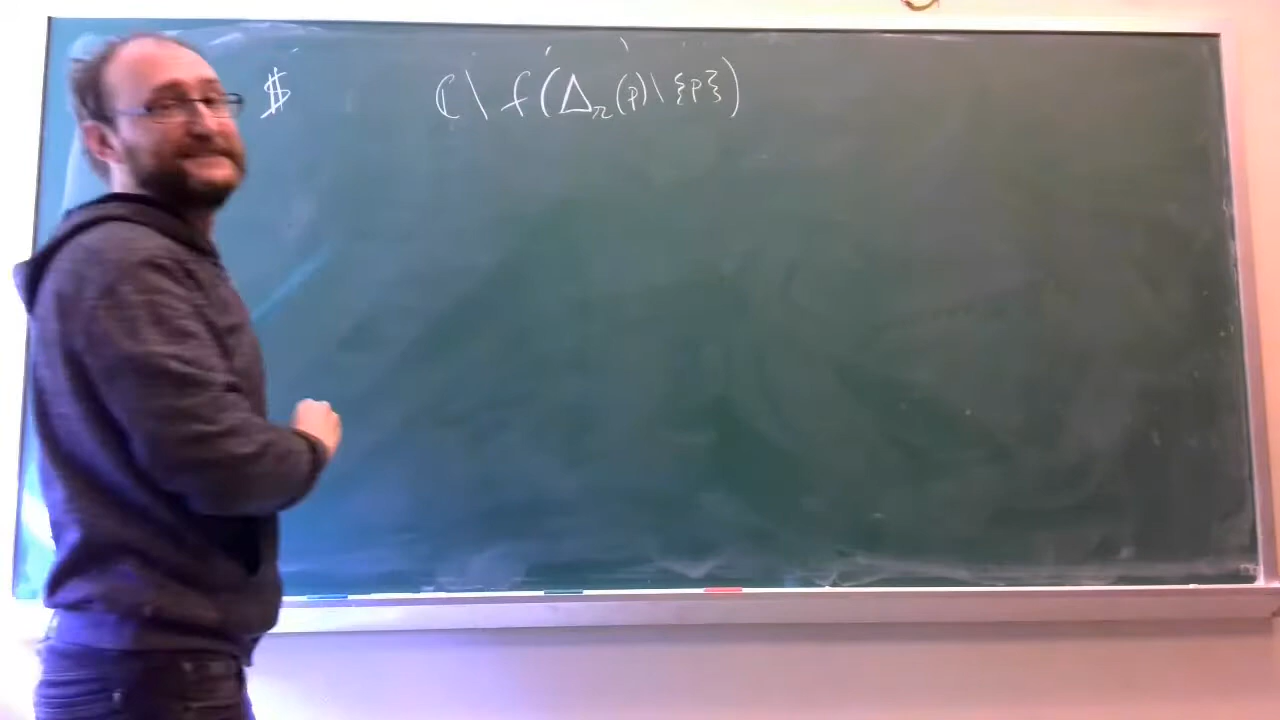 $ ℂ \ f(Δ_r(p) \ {p})